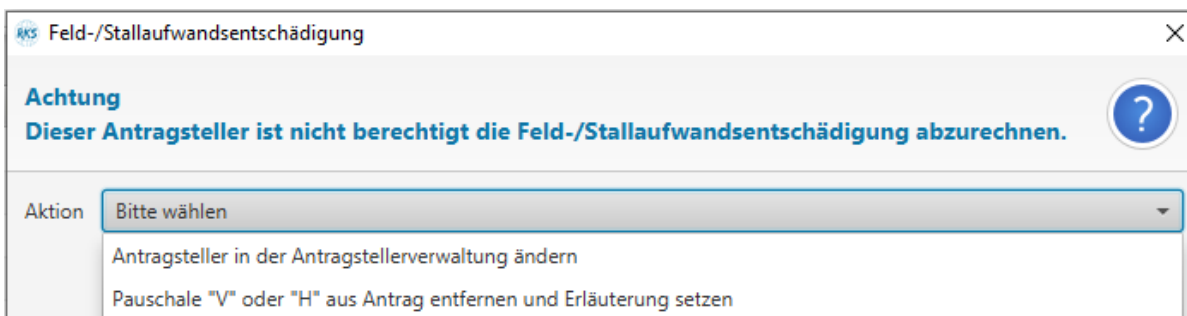 RKS Feld-/Stallaufwandsentschädigung
Achtung
Dieser Antragsteller ist nicht berechtigt die Feld-/Stallaufwandsentschädigung abzurechnen.
?
Aktion Bitte wählen
Antragsteller in der Antragstellerverwaltung ändern
Pauschale "V" oder "H" aus Antrag entfernen und Erläuterung setzen